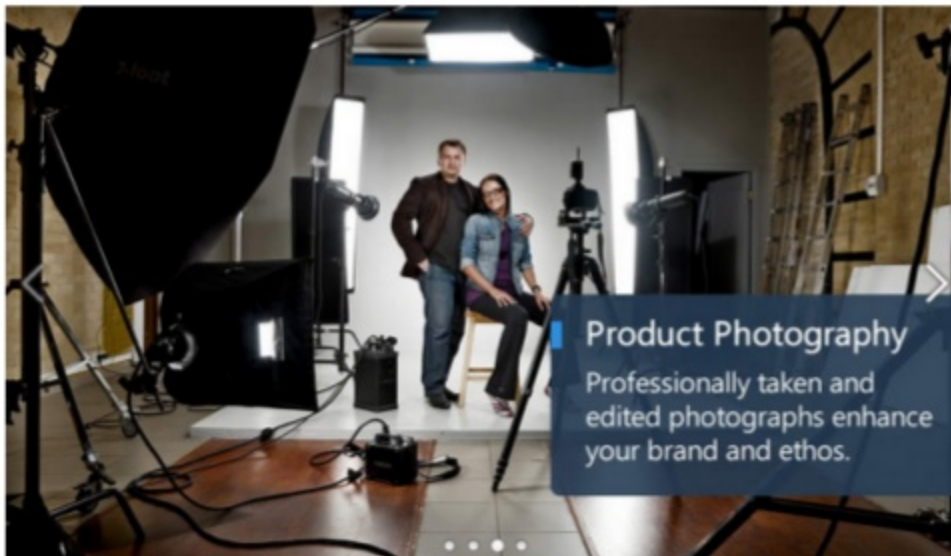 Product Photography
Professionally taken and
edited photographs enhance
your brand and ethos.